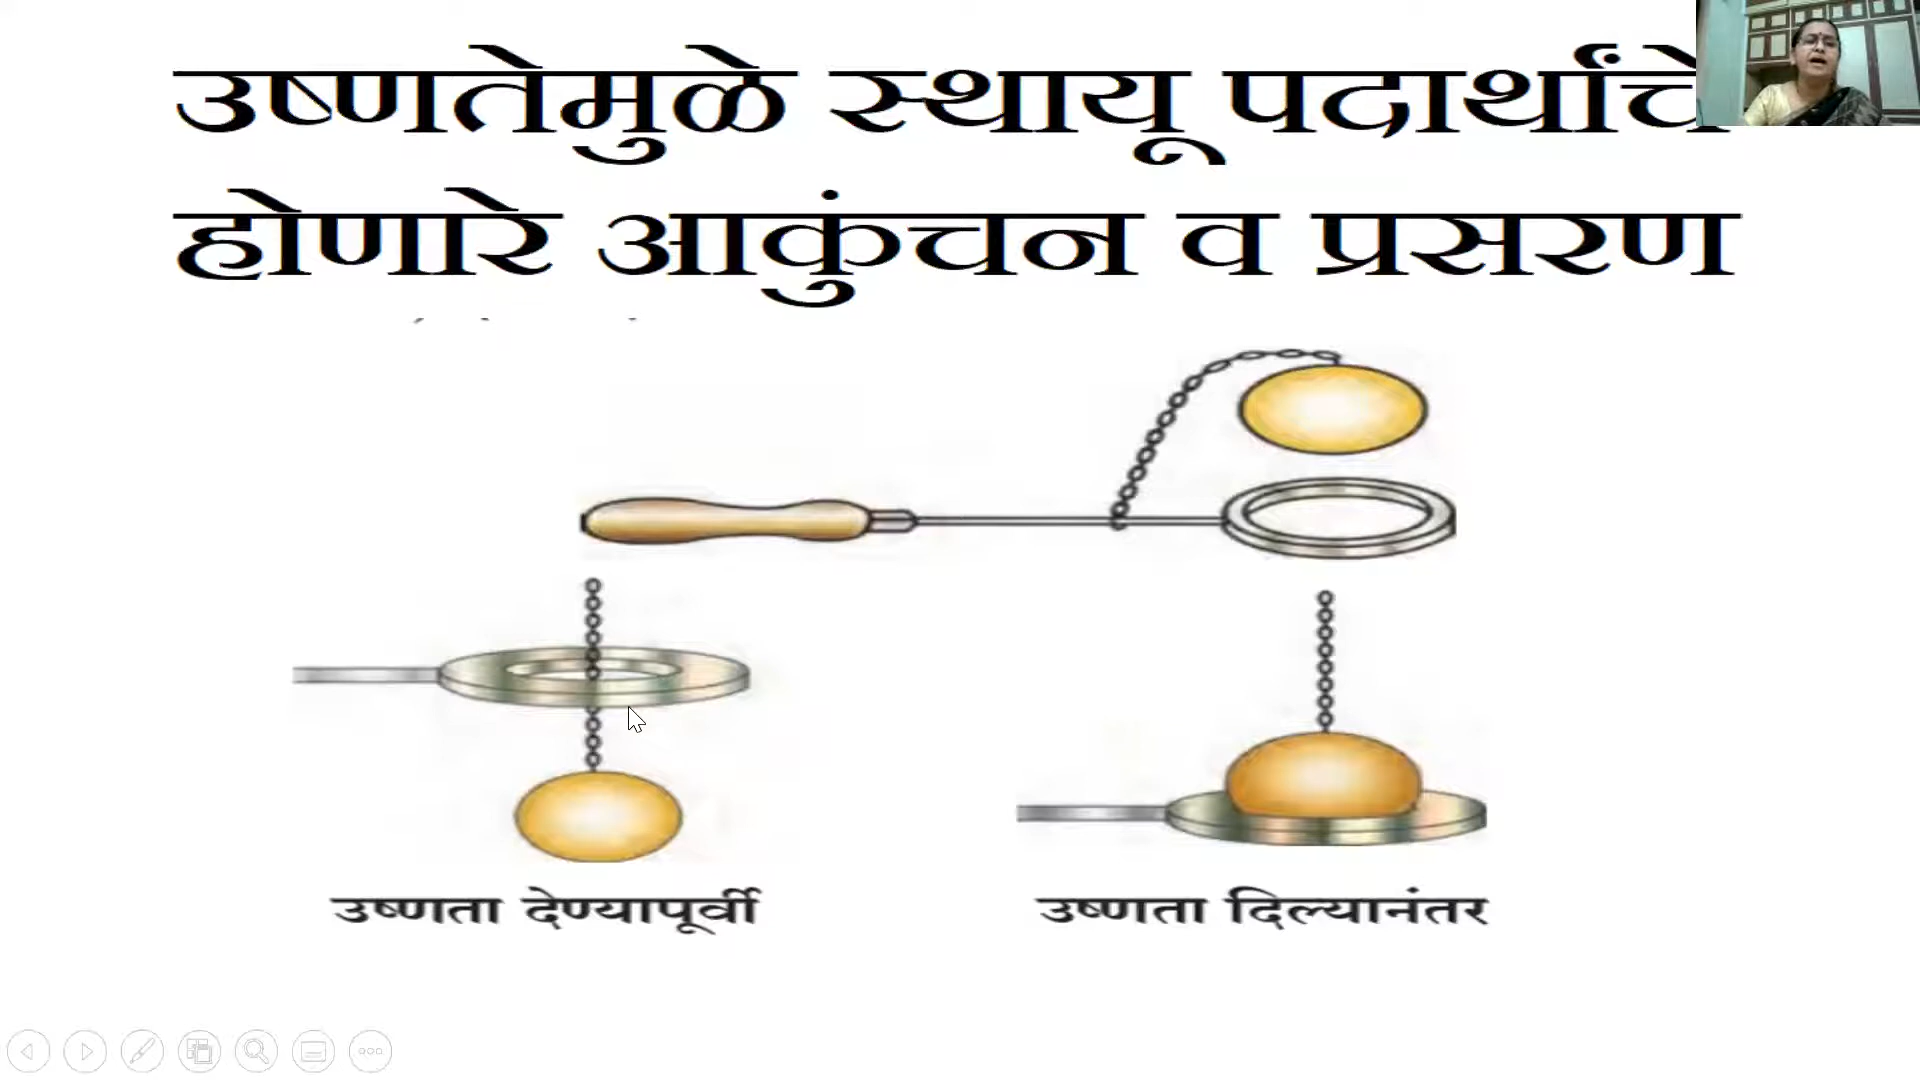 उष्णतेमुळे स्थायू पदार्थांचे
होणारे आकुंचन व प्रसरण
उष्णता देण्यापूर्वी
उष्णता दिल्यानंतर